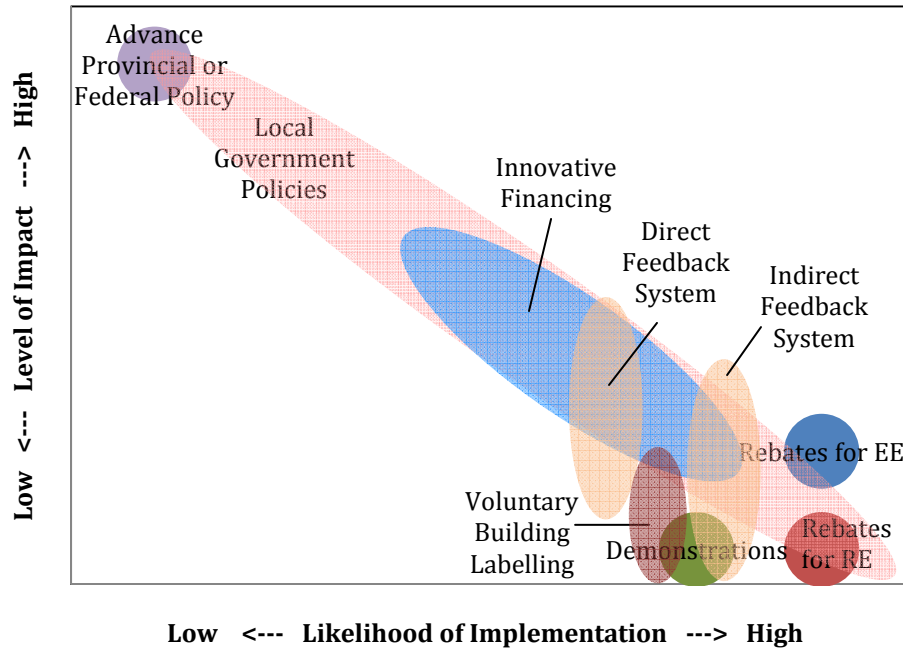 Advance
Provincial or
Federal Policy
Local
Government
Policies
Innovative
Financing
Direct
Feedback
System
Indirect
Feedback
System
Rebates for EE
Voluntary
Building
Labelling
Demonstrations
Rebates
for RE
Low <--- Level of Impact ---> High
Low <--- Likelihood of Implementation ---> High